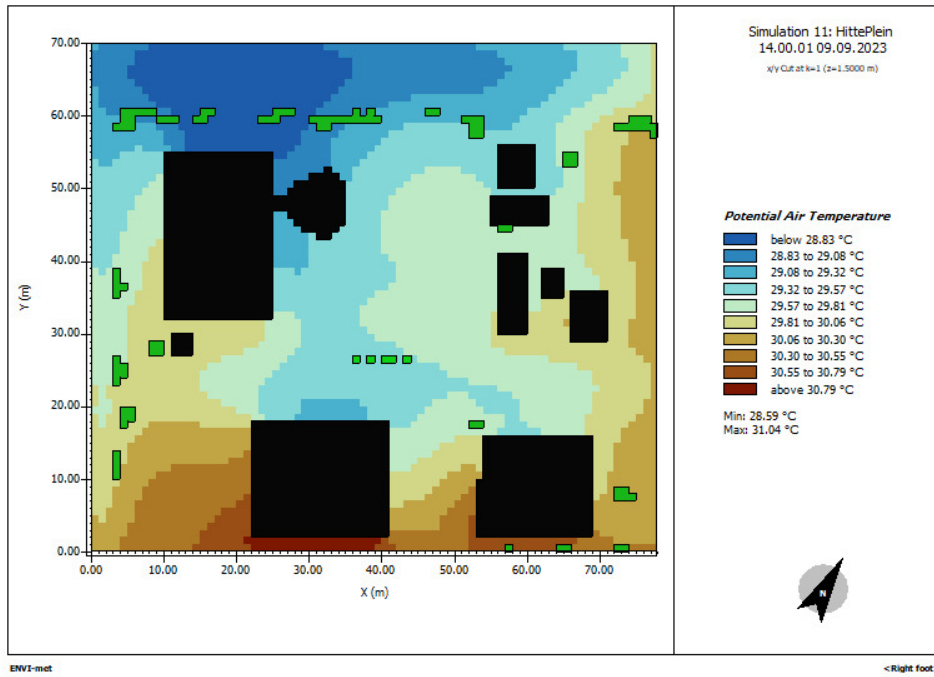 Simulation 11: HittePlein
14.00.01 09.09.2023
x/y Cut at k=1 (z=1.5000 m)
70.00
60.00
50.00
40.00
30.00
20.00
10.00
0.00
Y (m)
0.00 10.00 20.00 30.00 40.00 50.00 60.00 70.00
X (m)
Potential Air Temperature
below 28.83 °C
28.83 to 29.08 °C
29.08 to 29.32 °C
29.32 to 29.57 °C
29.57 to 29.81 °C
29.81 to 30.06 °C
30.06 to 30.30 °C
30.30 to 30.55 °C
30.55 to 30.79 °C
above 30.79 °C
Min: 28.59 °C
Max: 31.04 °C
N
ENVI-met
<Right foot